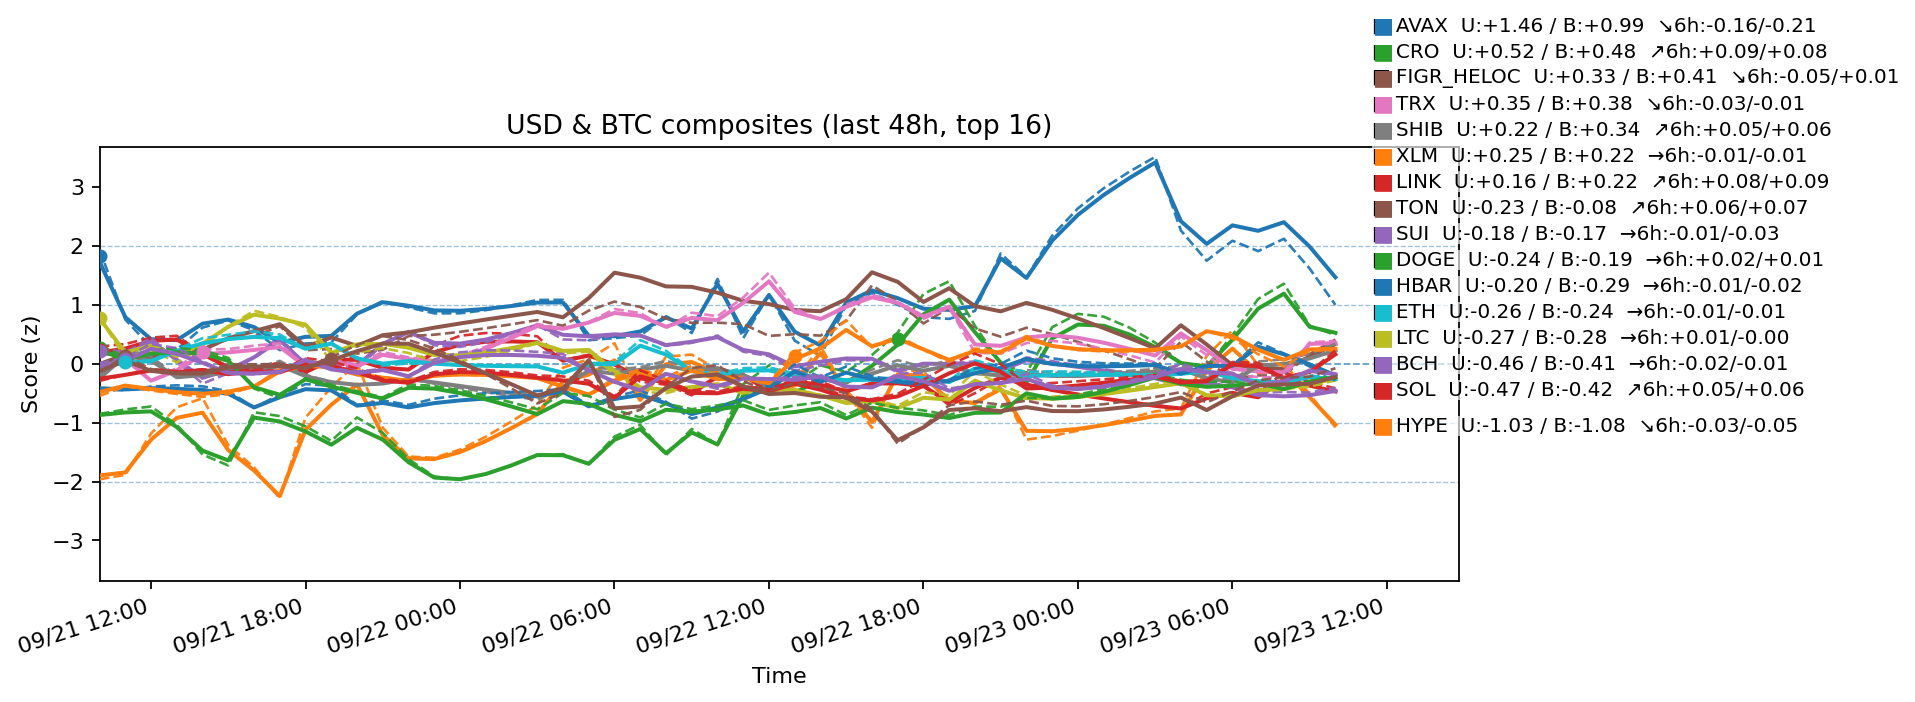 AVAX  U:+1.46 / B:+0.99  ↘6h:-0.16/-0.21
CRO  U:+0.52 / B:+0.48  ↗6h:+0.09/+0.08
FIGR_HELOC  U:+0.33 / B:+0.41  ↘6h:-0.05/+0.01
TRX  U:+0.35 / B:+0.38  ↘6h:-0.03/-0.01
SHIB  U:+0.22 / B:+0.34  ↗6h:+0.05/+0.06
XLM  U:+0.25 / B:+0.22  →6h:-0.01/-0.01
LINK  U:+0.16 / B:+0.22  ↗6h:+0.08/+0.09
TON  U:-0.23 / B:-0.08  ↗6h:+0.06/+0.07
SUI  U:-0.18 / B:-0.17  →6h:-0.01/-0.03
DOGE  U:-0.24 / B:-0.19  →6h:+0.02/+0.01
HBAR  U:-0.20 / B:-0.29  →6h:-0.01/-0.02
ETH  U:-0.26 / B:-0.24  →6h:-0.01/-0.01
LTC  U:-0.27 / B:-0.28  →6h:+0.01/-0.00
BCH  U:-0.46 / B:-0.41  →6h:-0.02/-0.01
SOL  U:-0.47 / B:-0.42  ↗6h:+0.05/+0.06
HYPE  U:-1.03 / B:-1.08  ↘6h:-0.03/-0.05
USD & BTC composites (last 48h, top 16)
Score (z)
3
2
1
0
−1
−2
−3
09/21 12:00
09/21 18:00
09/22 00:00
09/22 06:00
09/22 12:00
09/22 18:00
09/23 00:00
09/23 06:00
09/23 12:00
Time